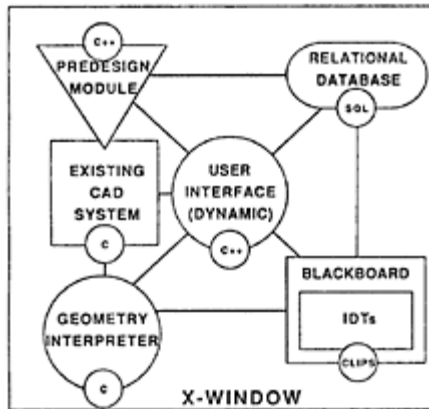 C++
PREDESIGN
MODULE
RELATIONAL
DATABASE
SQL
EXISTING
CAD
SYSTEM
C
USER
INTERFACE
(DYNAMIC)
C++
BLACKBOARD
IDTs
CLIPS
GEOMETRY
INTERPRETER
C
X-WINDOW